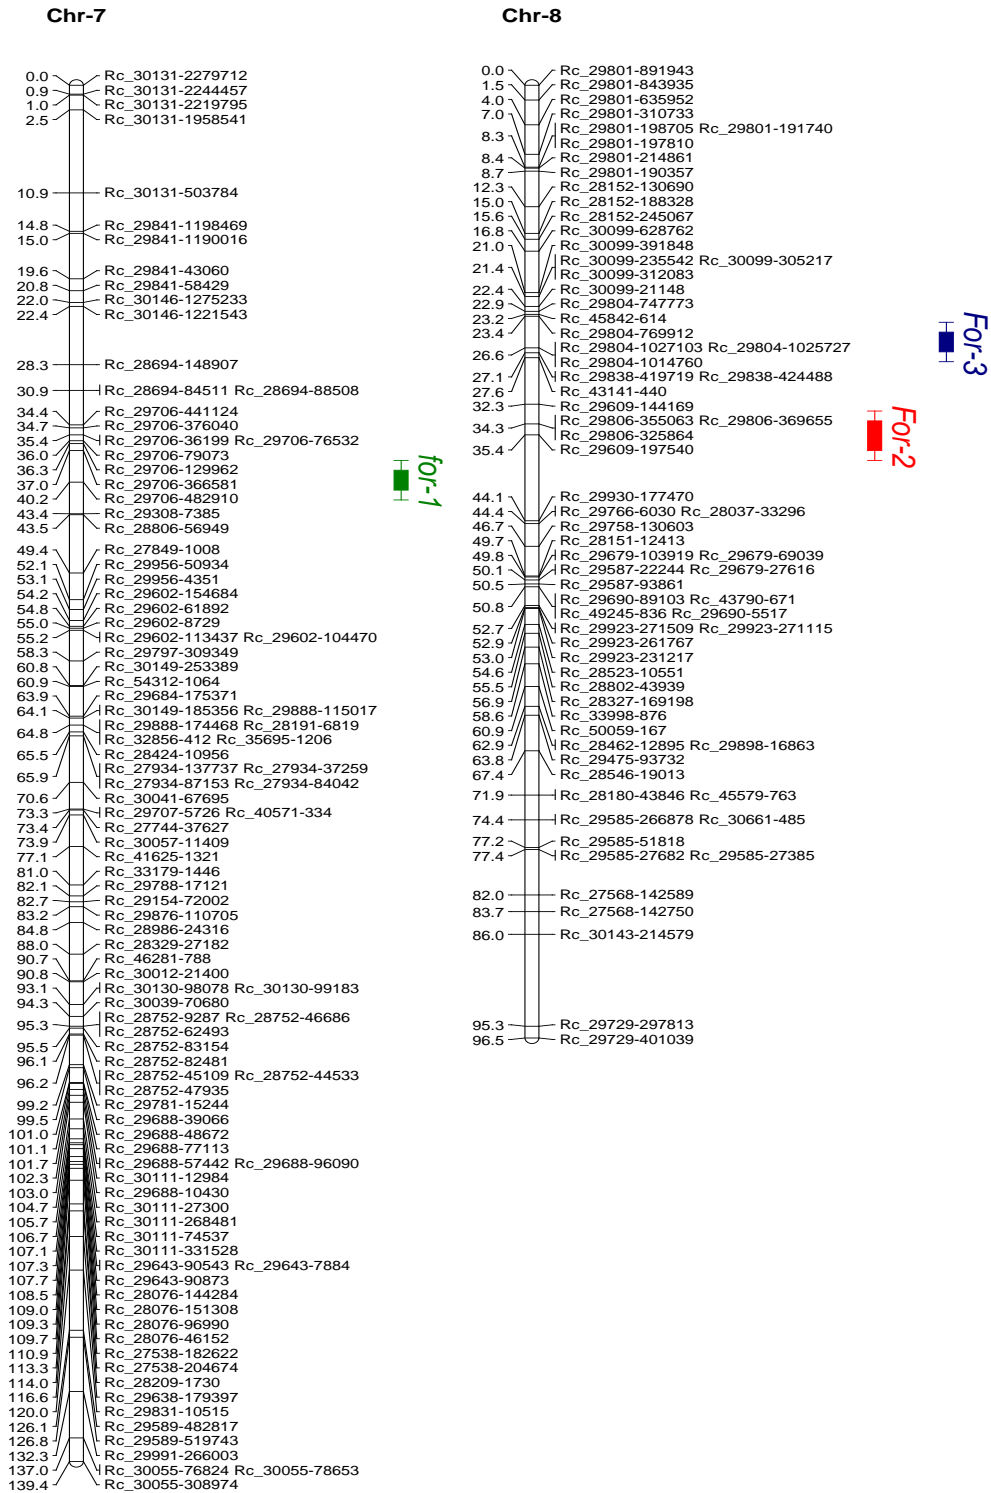 Chr-7
0.0 Rc_30131-2279712
0.9 Rc_30131-2244457
1.0 Rc_30131-2219795
2.5 Rc_30131-1958541
10.9 Rc_30131-503784
14.8 Rc_29841-1198469
15.0 Rc_29841-1190016
19.6 Rc_29841-43060
20.8 Rc_29841-58429
22.0 Rc_30146-1275233
22.4 Rc_30146-1221543
28.3 Rc_28694-148907
30.9 Rc_28694-84511 Rc_28694-88508
34.4 Rc_29706-441124
34.7 Rc_29706-376040
35.4 Rc_29706-36199 Rc_29706-76532
36.0 Rc_29706-79073
36.3 Rc_29706-129962
37.0 Rc_29706-366581
40.2 Rc_29706-482910
43.4 Rc_29308-7385
43.5 Rc_28806-56949
49.4 Rc_27849-1008
52.1 Rc_29956-50934
53.1 Rc_29956-4351
54.2 Rc_29602-154684
54.8 Rc_29602-61892
55.0 Rc_29602-8729
55.2 Rc_29602-113437 Rc_29602-104470
58.3 Rc_29797-309349
60.8 Rc_30149-253389
60.9 Rc_54312-1064
63.9 Rc_29684-175371
64.1 Rc_30149-185356 Rc_29888-115017
64.8 Rc_29888-174468 Rc_28191-6819
Rc_32856-412 Rc_35695-1206
65.5 Rc_28424-10956
65.9 Rc_27934-137737 Rc_27934-37259
Rc_27934-87153 Rc_27934-84042
70.6 Rc_30041-67695
73.3 Rc_29707-5726 Rc_40571-334
73.4 Rc_27744-37627
73.9 Rc_30057-11409
77.1 Rc_41625-1321
81.0 Rc_33179-1446
82.1 Rc_29788-17121
82.7 Rc_29154-72002
83.2 Rc_29876-110705
84.8 Rc_28986-24316
88.0 Rc_28329-27182
90.7 Rc_46281-788
90.8 Rc_30012-21400
93.1 Rc_30130-98078 Rc_30130-99183
94.3 Rc_30039-70680
95.3 Rc_28752-9287 Rc_28752-46686
Rc_28752-62493
95.5 Rc_28752-83154
96.1 Rc_28752-82481
96.2 Rc_28752-45109 Rc_28752-44533
Rc_28752-47935
99.2 Rc_29781-15244
99.5 Rc_29688-39066
101.0 Rc_29688-48672
101.1 Rc_29688-77113
101.7 Rc_29688-57442 Rc_29688-96090
102.3 Rc_30111-12984
103.0 Rc_29688-10430
104.7 Rc_30111-27300
105.7 Rc_30111-268481
106.7 Rc_30111-74537
107.1 Rc_30111-331528
107.3 Rc_29643-90543 Rc_29643-7884
107.7 Rc_29643-90873
108.5 Rc_28076-144284
109.0 Rc_28076-151308
109.3 Rc_28076-96990
109.7 Rc_28076-46152
110.9 Rc_27538-182622
113.3 Rc_27538-204674
114.0 Rc_28209-1730
116.6 Rc_29638-179397
120.0 Rc_29831-10515
126.1 Rc_29589-482817
126.8 Rc_29589-519743
132.3 Rc_29991-266003
137.0 Rc_30055-76824 Rc_30055-78653
139.4 Rc_30055-308974
for-1
Chr-8
0.0 Rc_29801-891943
1.5 Rc_29801-843935
4.0 Rc_29801-635952
7.0 Rc_29801-310733
8.3 Rc_29801-198705 Rc_29801-191740
Rc_29801-197810
8.4 Rc_29801-214861
8.7 Rc_29801-190357
12.3 Rc_28152-130690
15.0 Rc_28152-188328
15.6 Rc_28152-245067
16.8 Rc_30099-628762
21.0 Rc_30099-391848
21.4 Rc_30099-235542 Rc_30099-305217
Rc_30099-312083
22.4 Rc_30099-21148
22.9 Rc_29804-747773
23.2 Rc_45842-614
23.4 Rc_29804-769912
26.6 Rc_29804-1027103 Rc_29804-1025727
Rc_29804-1014760
27.1 Rc_29838-419719 Rc_29838-424488
27.6 Rc_43141-440
32.3 Rc_29609-144169
34.3 Rc_29806-355063 Rc_29806-369655
Rc_29806-325864
35.4 Rc_29609-197540
44.1 Rc_29930-177470
44.4 Rc_29766-6030 Rc_28037-33296
46.7 Rc_29758-130603
49.7 Rc_28151-12413
49.8 Rc_29679-103919 Rc_29679-69039
50.1 Rc_29587-22244 Rc_29679-27616
50.5 Rc_29587-93861
50.8 Rc_29690-89103 Rc_43790-671
Rc_49245-836 Rc_29690-5517
52.7 Rc_29923-271509 Rc_29923-271115
52.9 Rc_29923-261767
53.0 Rc_29923-231217
54.6 Rc_28523-10551
55.5 Rc_28802-43939
56.9 Rc_28327-169198
58.6 Rc_33998-876
60.9 Rc_50059-167
62.9 Rc_28462-12895 Rc_29898-16863
63.8 Rc_29475-93732
67.4 Rc_28546-19013
71.9 Rc_28180-43846 Rc_45579-763
74.4 Rc_29585-266878 Rc_30661-485
77.2 Rc_29585-51818
77.4 Rc_29585-27682 Rc_29585-27385
82.0 Rc_27568-142589
83.7 Rc_27568-142750
86.0 Rc_30143-214579
95.3 Rc_29729-297813
96.5 Rc_29729-401039
For-2
For-3